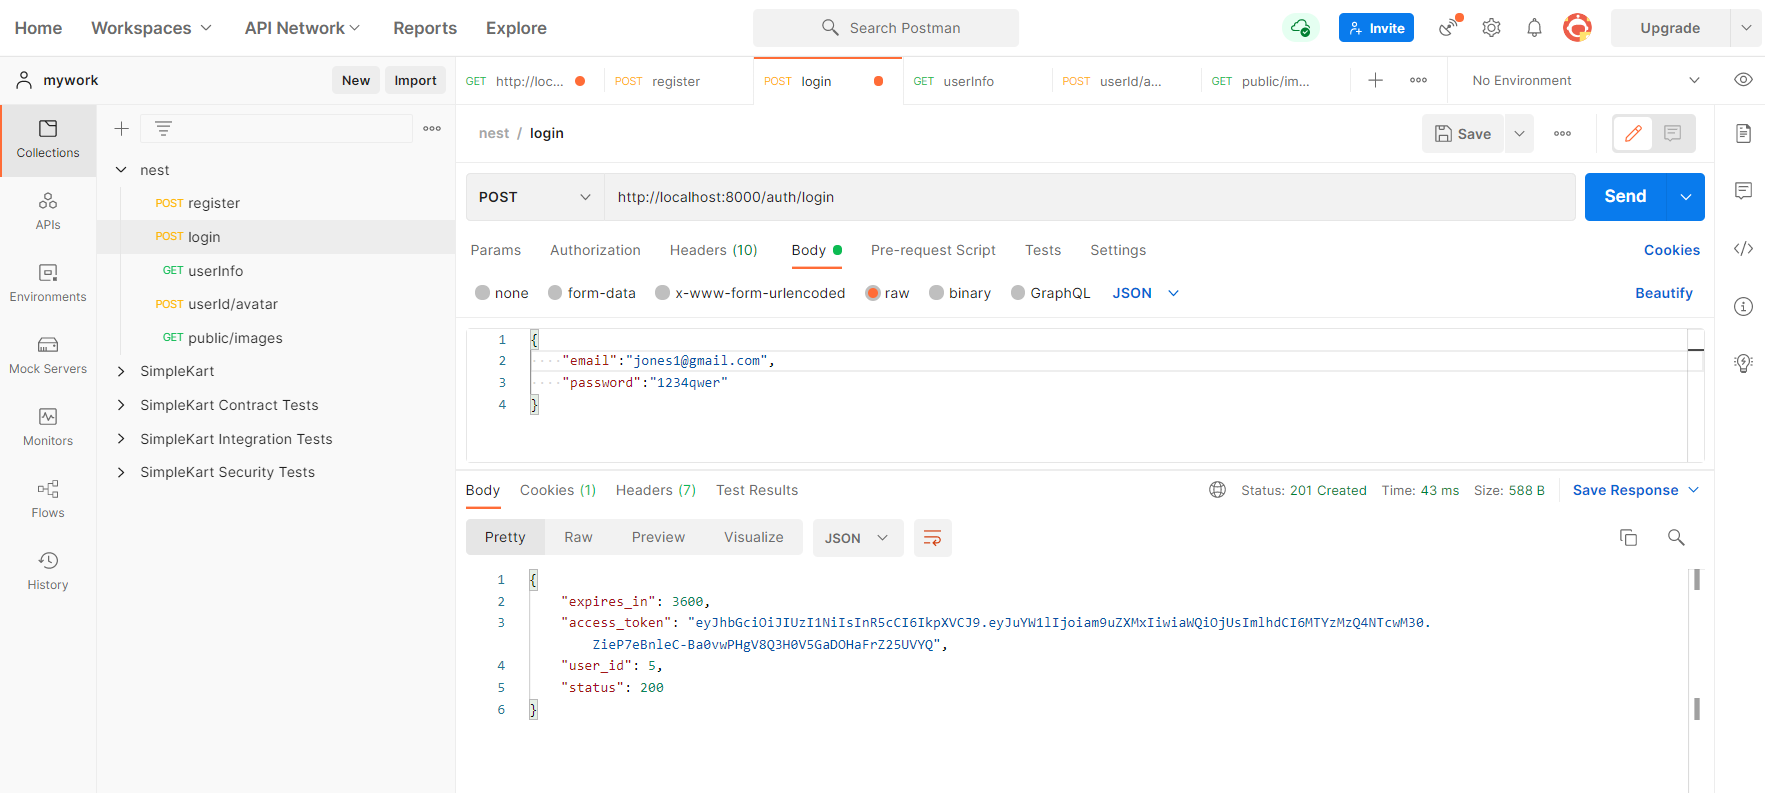 Home Workspaces API Network Reports Explore Search Postman Invite Upgrade
mywork New Import
GET http://loc... POST register POST login GET userInfo POST userId/a... GET public/im... No Environment
nest / login Save
Collections
APIs
Environments
Mock Servers
Monitors
Flows
History
nest
POST register
POST login
GET userInfo
POST userId/avatar
GET public/images
SimpleKart
SimpleKart Contract Tests
SimpleKart Integration Tests
SimpleKart Security Tests
POST http://localhost:8000/auth/login Send
Params Authorization Headers (10) Body Pre-request Script Tests Settings Cookies
none form-data x-www-form-urlencoded raw binary GraphQL JSON Beautify
1 {
2 "email":"jones1@gmail.com",
3 "password":"1234qwer"
4 }
Body Cookies (1) Headers (7) Test Results Status: 201 Created Time: 43 ms Size: 588 B Save Response
Pretty Raw Preview Visualize JSON
1 {
2 "expires_in": 3600,
3 "access_token": "eyJhbGciOiJIUzI1NiIsInR5cCI6IkpXVCJ9.eyJuYW1lIjoiam9uZXMxIiwiaWQiOjUsImlhdCI6MTYzMzQ4NTcwM30.
ZieP7eBnleC-Ba0vwPHgV8Q3H0V5GaDOHaFrZ25UVYQ",
4 "user_id": 5,
5 "status": 200
6 }